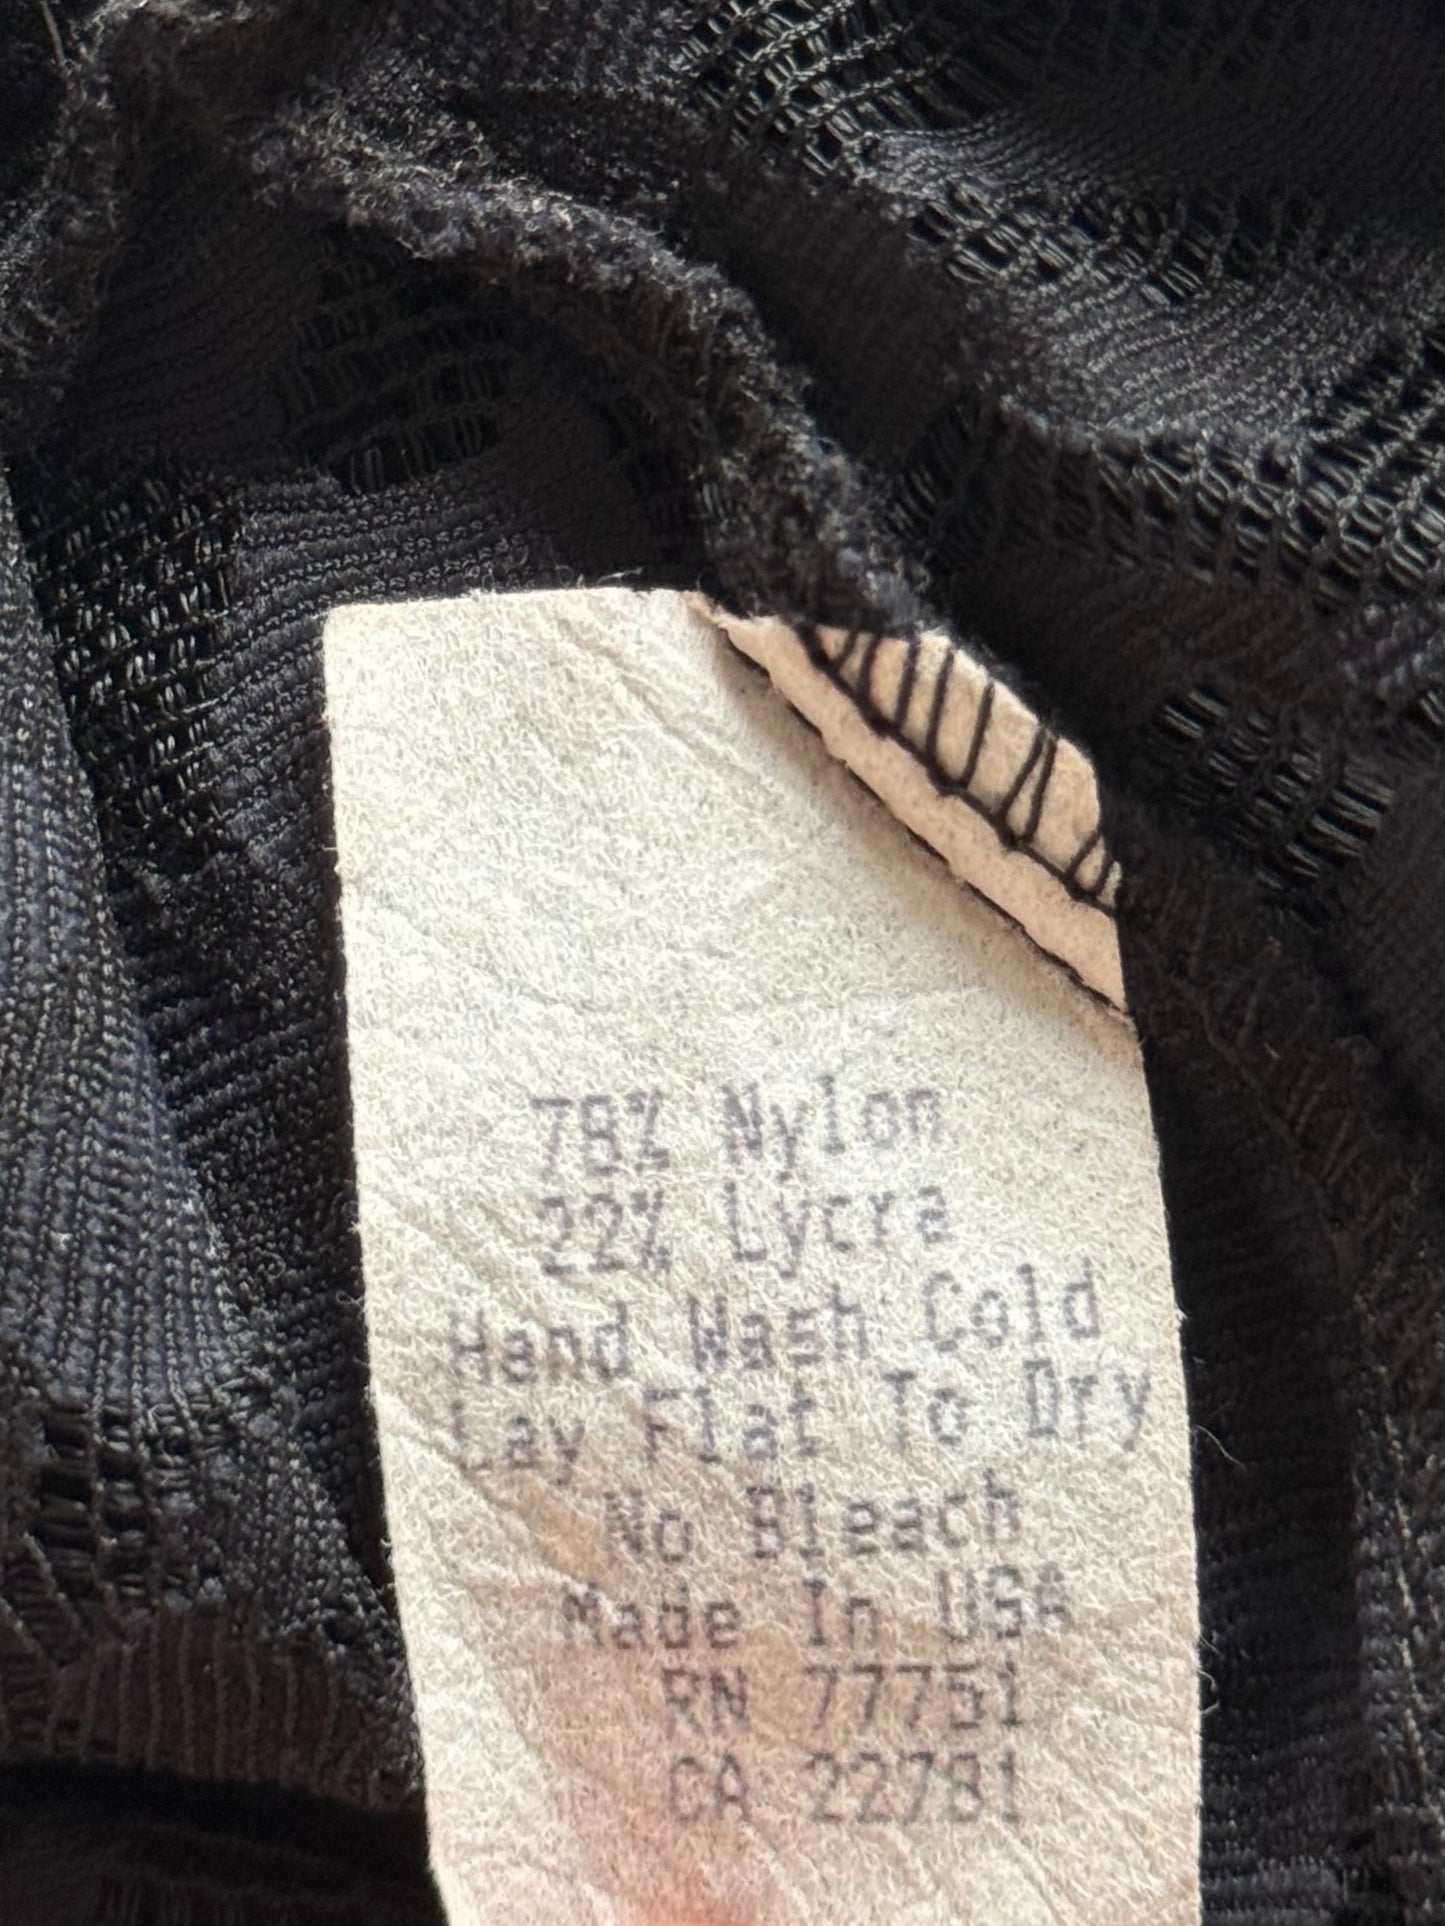 78% Nylon
22% Lycra
Hand Wash Cold
Lay Flat To Dry
No Bleach
Made In USA
RN 77751
CA 22781